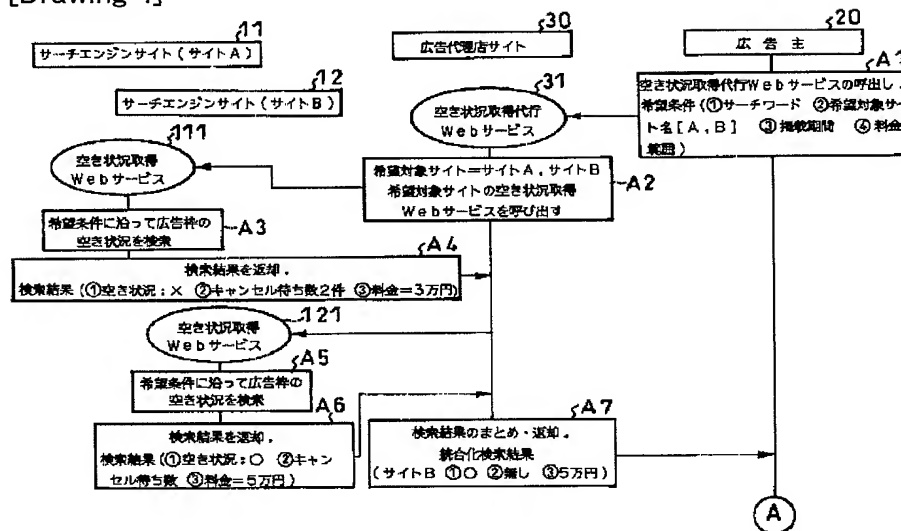 [Drawing 4]
11
30
20
サーチエンジンサイト(サイトA)
広告代理店サイト
広告主
12
サーチエンジンサイト(サイトB)
31
空き状況取得代行
Webサービス
A1
空き状況取得代行Webサービスの呼出し.
希望条件(①サーチワード ②希望対象サイ
ト名[A,B] ③掲載期間 ④料金
範囲)
111
空き状況取得
Webサービス
希望対象サイト=サイトA,サイトB
希望対象サイトの空き状況取得
Webサービスを呼び出す
A2
希望条件に沿って広告枠の
空き状況を検索
A3
A4
検索結果を返却.
検索結果(①空き状況:× ②キャンセル待ち数2件 ③料金=3万円)
121
空き状況取得
Webサービス
A5
希望条件に沿って広告枠の
空き状況を検索
A6
検索結果を返却.
検索結果(①空き状況:○ ②キャン
セル待ち数 ③料金=5万円)
A7
検索結果のまとめ・返却.
統合化検索結果
(サイトB ①○ ②無し ③5万円)
A